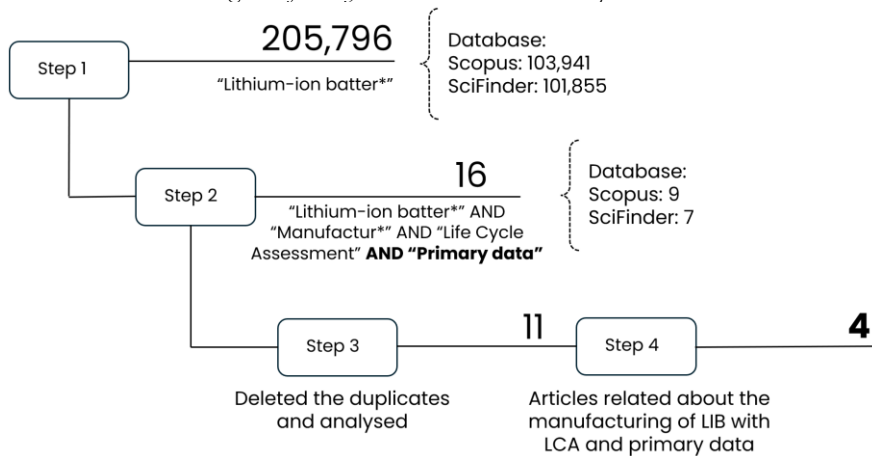 205,796
Step 1
"Lithium-ion batter*"
Database:
Scopus: 103,941
SciFinder: 101,855
16
Step 2
"Lithium-ion batter*" AND
"Manufactur*" AND "Life Cycle
Assessment" AND "Primary data"
Database:
Scopus: 9
SciFinder: 7
Step 3
11
Deleted the duplicates
and analysed
Step 4
4
Articles related about the
manufacturing of LIB with
LCA and primary data